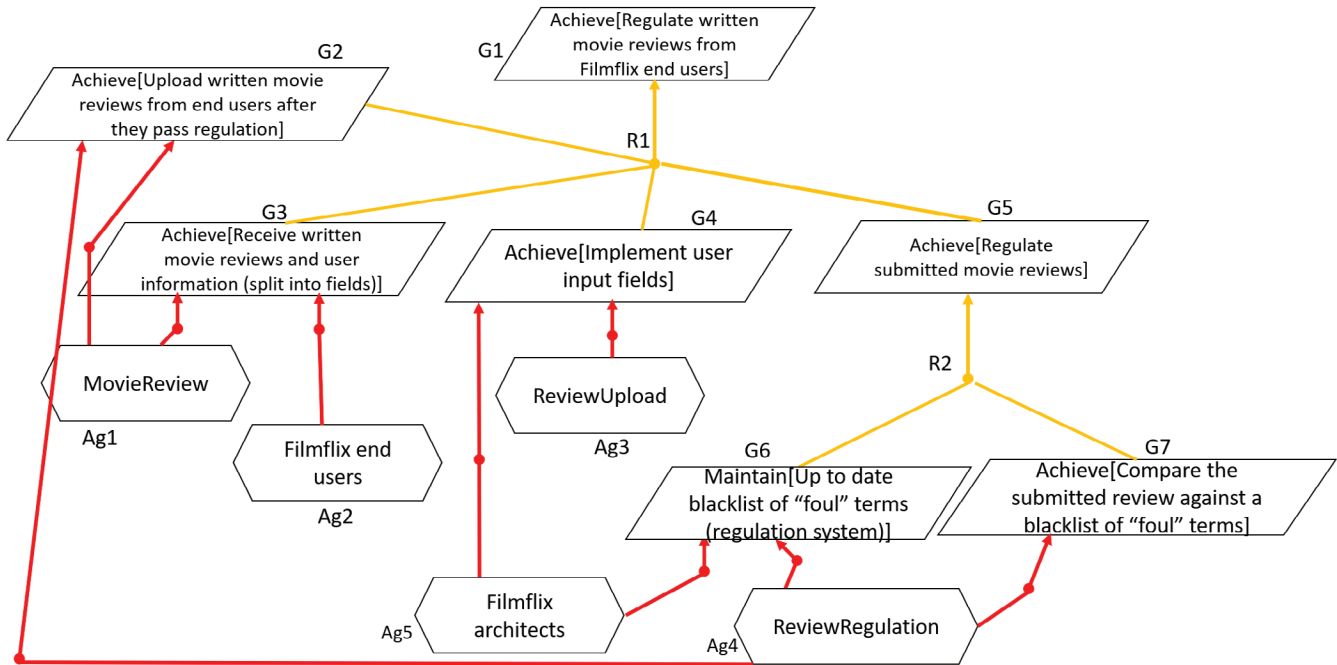 Achieve[Regulate written
movie reviews from
Filmflix end users]
G1
G2
Achieve[Upload written movie
reviews from end users after
they pass regulation]
R1
G3
Achieve[Receive written
movie reviews and user
information (split into fields)]
G4
Achieve[Implement user
input fields]
G5
Achieve[Regulate
submitted movie reviews]
MovieReview
Ag1
Filmflix end
users
Ag2
ReviewUpload
Ag3
R2
G6
Maintain[Up to date
blacklist of “foul” terms
(regulation system)]
G7
Achieve[Compare the
submitted review against a
blacklist of “foul” terms]
Filmflix
architects
Ag5
ReviewRegulation
Ag4